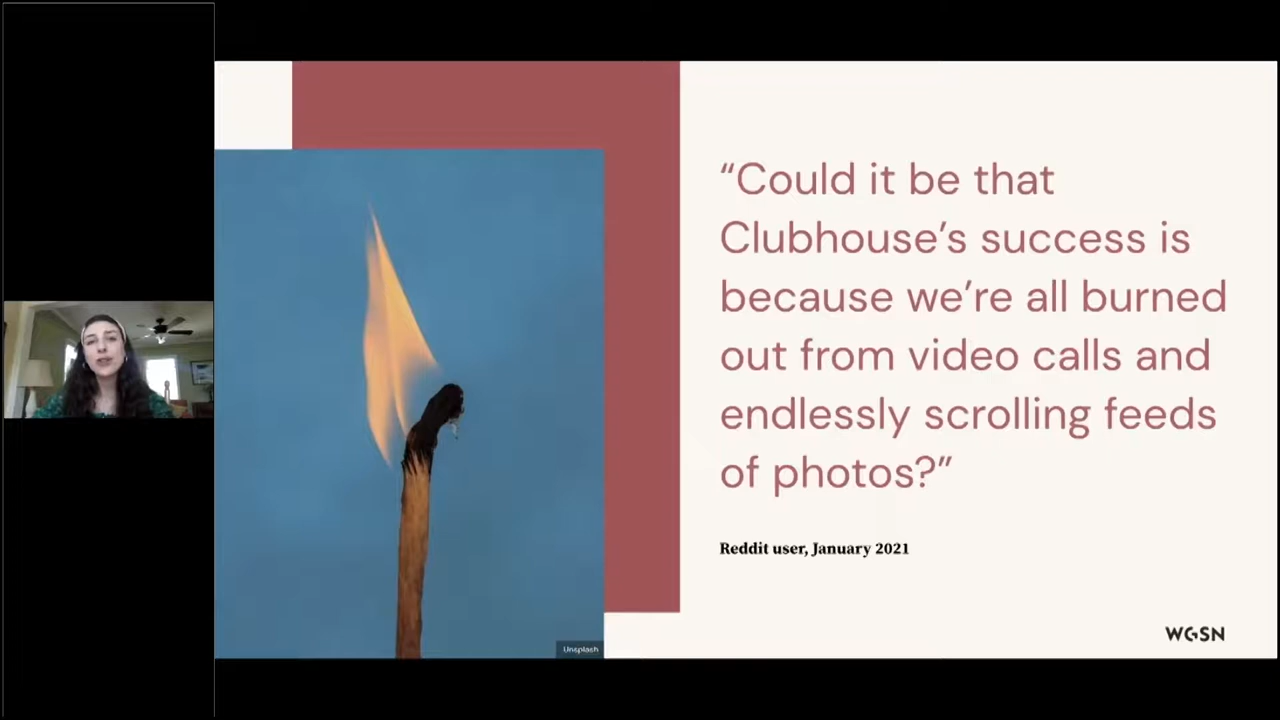 “Could it be that
Clubhouse’s success is
because we’re all burned
out from video calls and
endlessly scrolling feeds
of photos?”
Reddit user, January 2021
Unsplash
WGSN